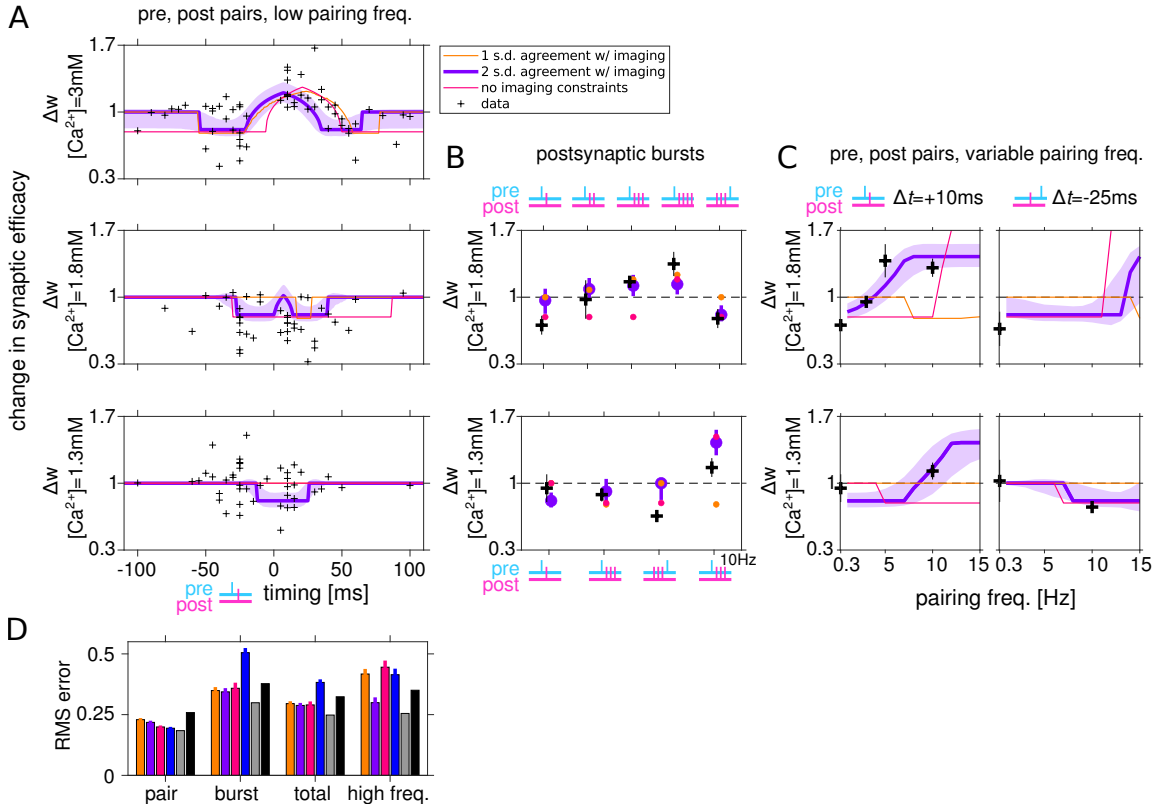 A
pre, post pairs, low pairing freq.
1 s.d. agreement w/ imaging
2 s.d. agreement w/ imaging
no imaging constraints
data
change in synaptic efficacy
Δw
[Ca²⁺]=3mM
1.7
1
0.3
Δw
[Ca²⁺]=1.8mM
1.7
1
0.3
Δw
[Ca²⁺]=1.3mM
1.7
1
0.3
-100
-50
0
50
100
pre
post
timing [ms]
B
postsynaptic bursts
pre
post
Δw
[Ca²⁺]=1.8mM
1.7
1
0.3
Δw
[Ca²⁺]=1.3mM
1.7
1
0.3
10Hz
pre
post
C
pre, post pairs, variable pairing freq.
pre
post
Δt=+10ms
Δt=-25ms
Δw
[Ca²⁺]=1.8mM
1.7
1
0.3
Δw
[Ca²⁺]=1.3mM
1.7
1
0.3
0.3
5
10
15
0.3
5
10
15
pairing freq. [Hz]
D
RMS error
0.5
0.25
0
pair
burst
total
high freq.